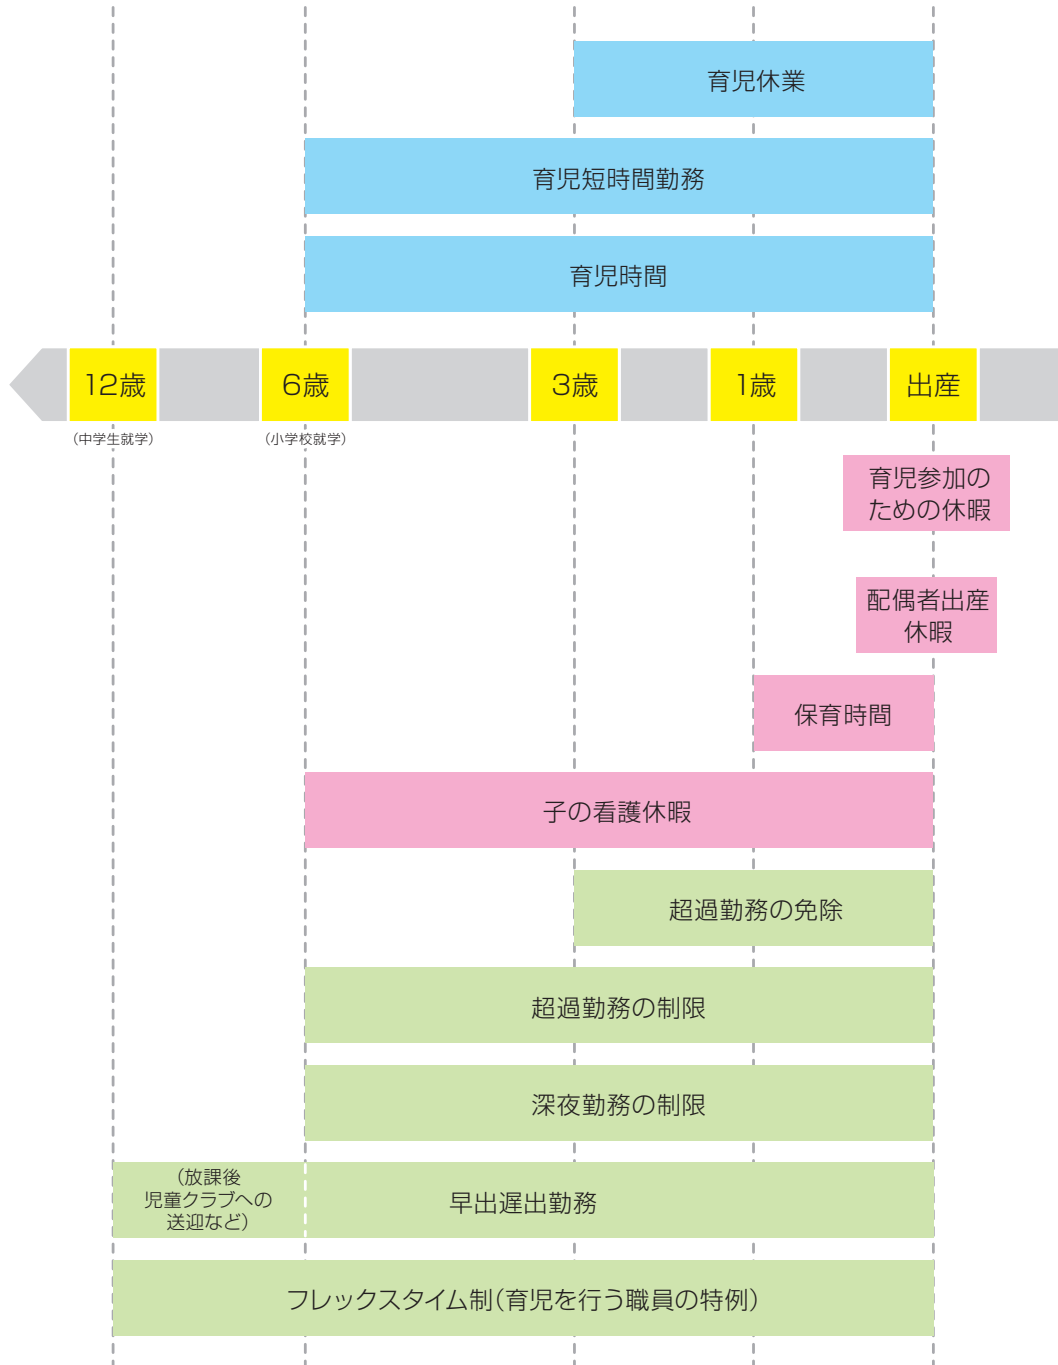 育児休業
育児短時間勤務
育児時間
12歳
6歳
3歳
1歳
出産
(中学生就学)
(小学校就学)
育児参加の
ための休暇
配偶者出産
休暇
保育時間
子の看護休暇
超過勤務の免除
超過勤務の制限
深夜勤務の制限
(放課後
児童クラブへの
送迎など)
早出遅出勤務
フレックスタイム制(育児を行う職員の特例)